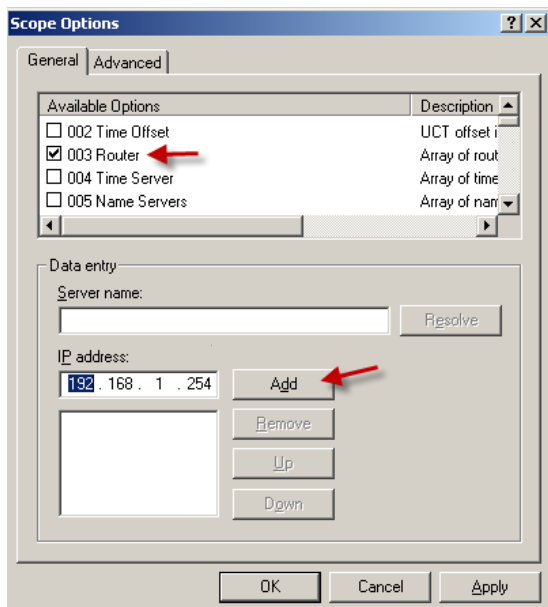 Scope Options
General Advanced
Available Options Description
002 Time Offset UCT offset i
003 Router Array of rout
004 Time Server Array of time
005 Name Servers Array of nam
Data entry
Server name:
Resolve
IP address:
192 . 168 . 1 . 254 Add
Remove
Up
Down
OK Cancel Apply